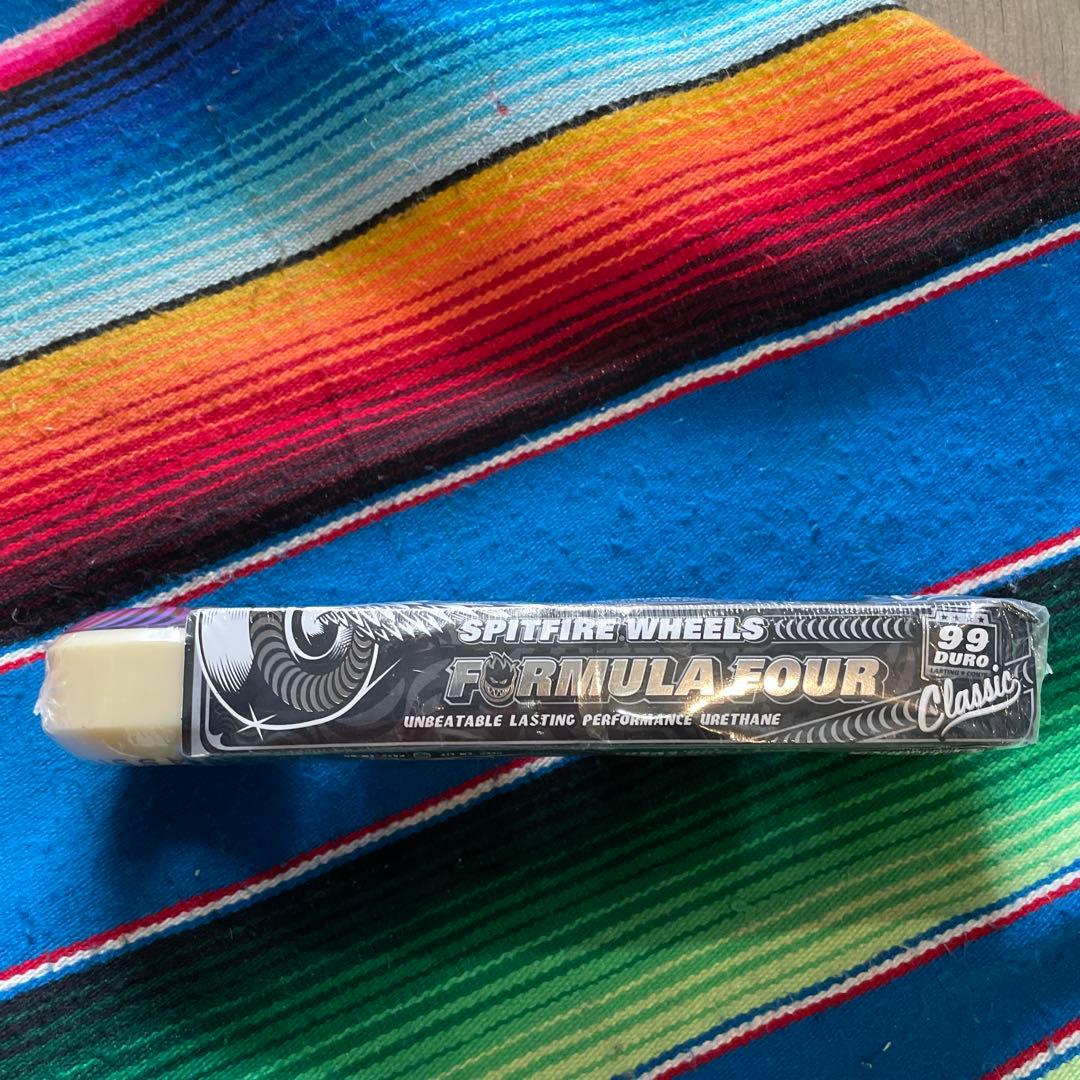 SPITFIRE WHEELS
FORMULA FOUR
UNBEATABLE LASTING PERFORMANCE URETHANE
99
DURO
Classic